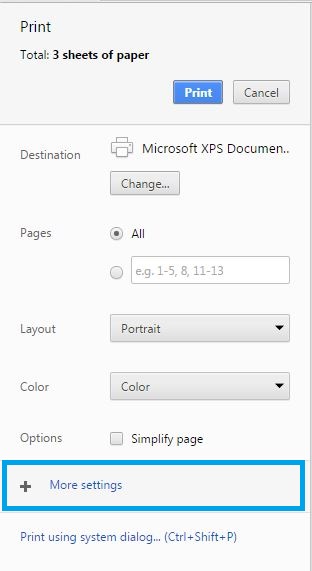 Print
Total: 3 sheets of paper
Print Cancel
Destination Microsoft XPS Documen..
Change...
Pages All
e.g. 1-5, 8, 11-13
Layout Portrait
Color Color
Options Simplify page
+ More settings
Print using system dialog... (Ctrl+Shift+P)